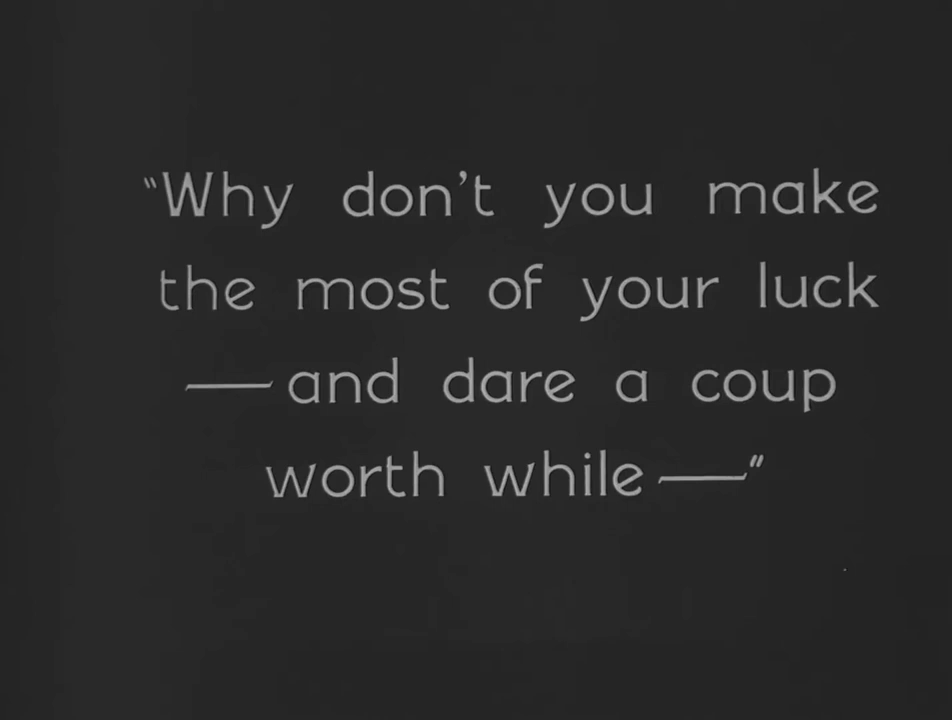 "Why don't you make
the most of your luck
—and dare a coup
worth while—"